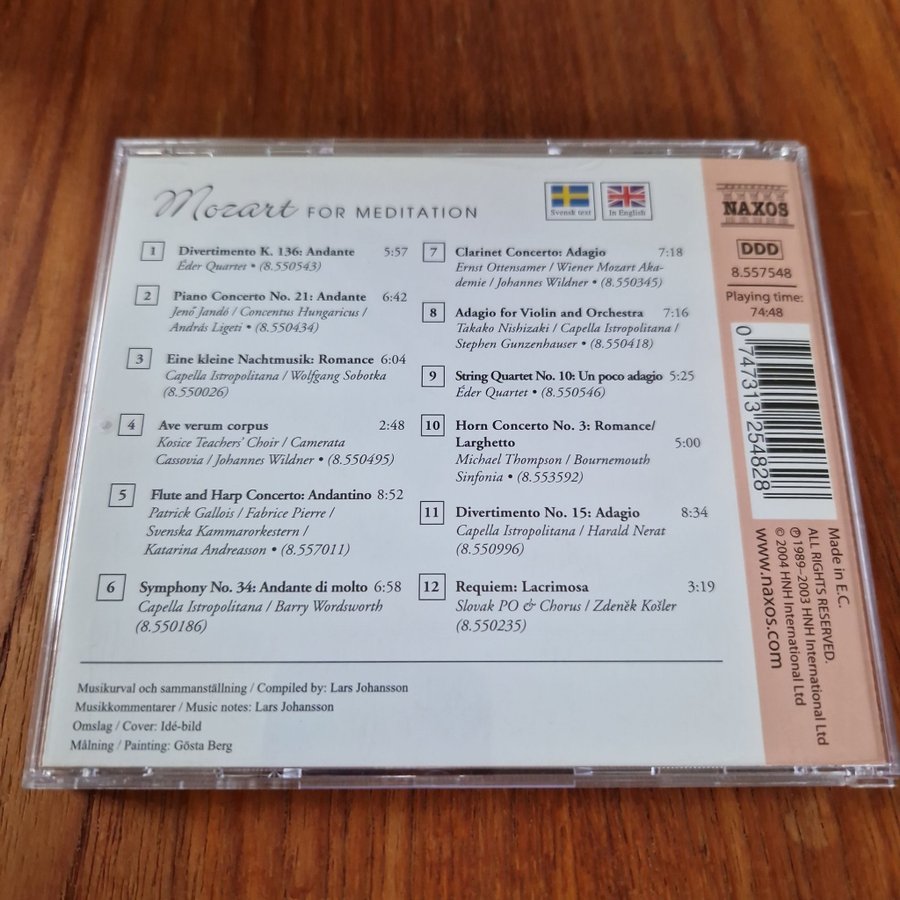 Mozart FOR MEDITATION
Svensk text
In English
1 Divertimento K. 136: Andante 5:57
Éder Quartet • (8.550543)
2 Piano Concerto No. 21: Andante 6:42
Jenő Jandó / Concentus Hungaricus /
András Ligeti • (8.550434)
3 Eine kleine Nachtmusik: Romance 6:04
Capella Istropolitana / Wolfgang Sobotka
(8.550026)
4 Ave verum corpus 2:48
Kosice Teachers' Choir / Camerata
Cassovia / Johannes Wildner • (8.550495)
5 Flute and Harp Concerto: Andantino 8:52
Patrick Gallois / Fabrice Pierre /
Svenska Kammarorkestern /
Katarina Andreasson • (8.557011)
6 Symphony No. 34: Andante di molto 6:58
Capella Istropolitana / Barry Wordsworth
(8.550186)
7 Clarinet Concerto: Adagio 7:18
Ernst Ottensamer / Wiener Mozart Aka-
demie / Johannes Wildner • (8.550345)
8 Adagio for Violin and Orchestra 7:16
Takako Nishizaki / Capella Istropolitana /
Stephen Gunzenhauser • (8.550418)
9 String Quartet No. 10: Un poco adagio 5:25
Éder Quartet • (8.550546)
10 Horn Concerto No. 3: Romance/
Larghetto 5:00
Michael Thompson / Bournemouth
Sinfonia • (8.553592)
11 Divertimento No. 15: Adagio 8:34
Capella Istropolitana / Harald Nerat
(8.550996)
12 Requiem: Lacrimosa 3:19
Slovak PO & Chorus / Zdeněk Košler
(8.550235)
Musikurval och sammanställning / Compiled by: Lars Johansson
Musikkommentarer / Music notes: Lars Johansson
Omslag / Cover: Idé-bild
Målning / Painting: Gösta Berg
NAXOS
DDD
8.557548
Playing time:
74:48
0 747313 254828
Made in E.C.
ALL RIGHTS RESERVED.
℗ 1989–2003 HNH International Ltd
© 2004 HNH International Ltd
www.naxos.com